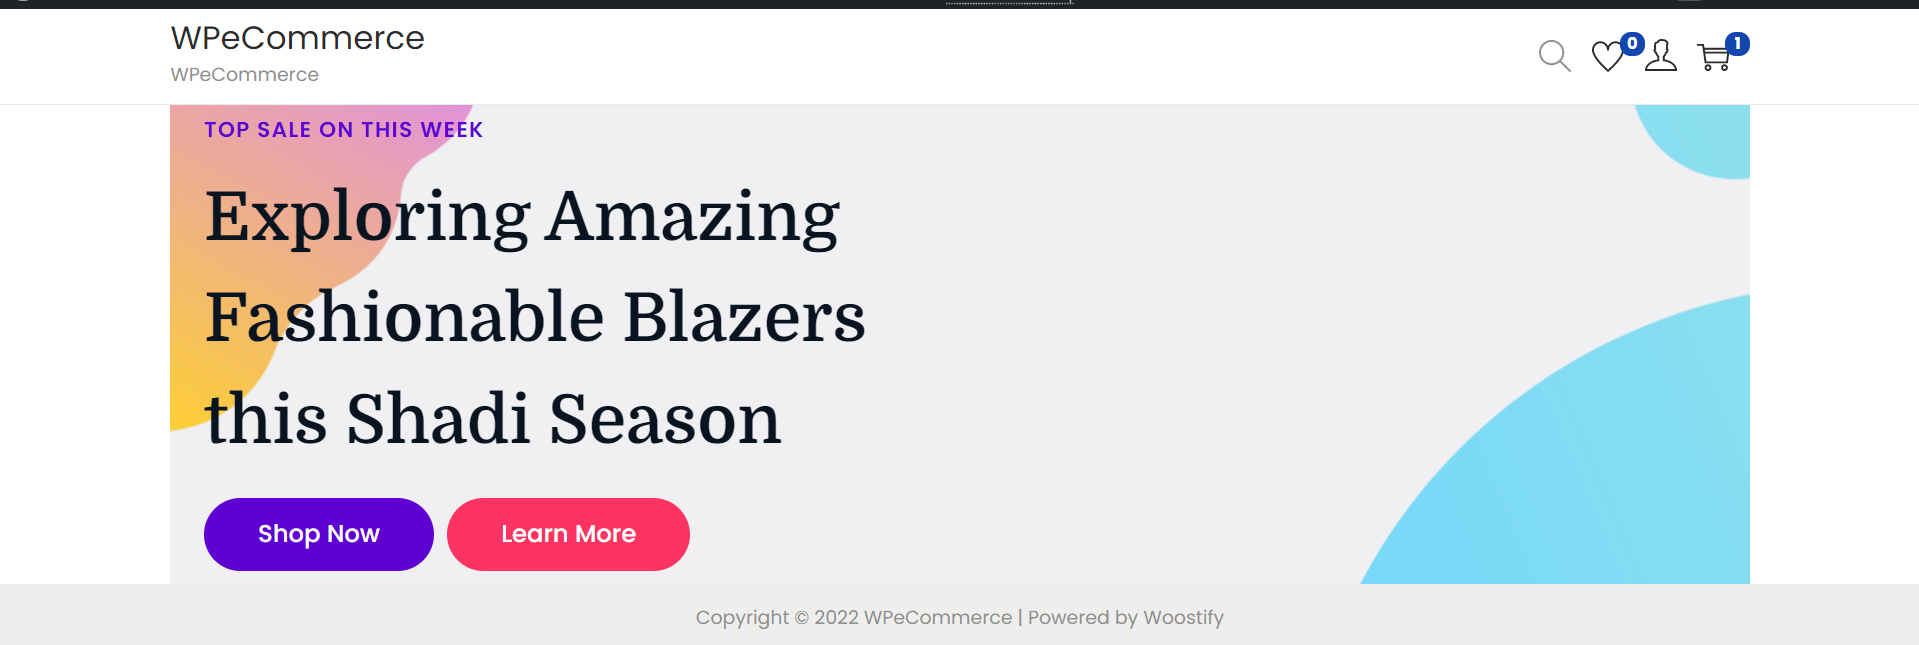 WPeCommerce
WPeCommerce
0
1
TOP SALE ON THIS WEEK
Exploring Amazing
Fashionable Blazers
this Shadi Season
Shop Now Learn More
Copyright © 2022 WPeCommerce | Powered by Woostify